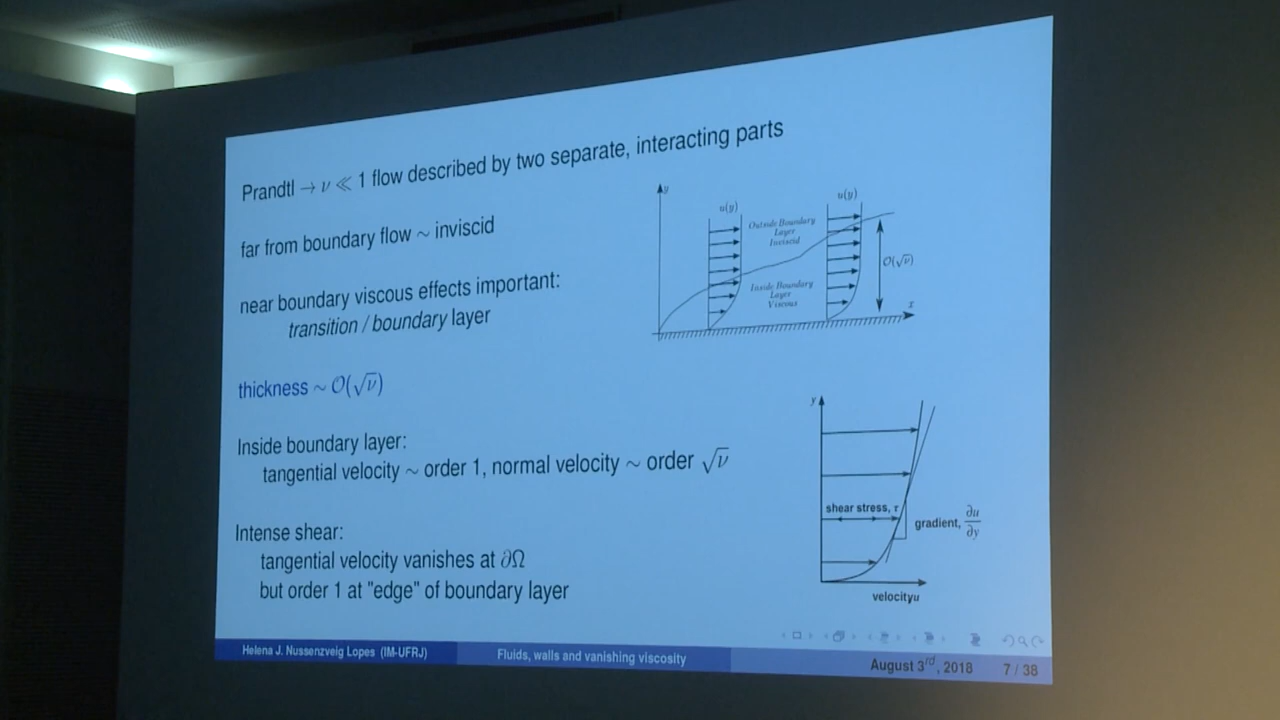 Prandtl → ν ≪ 1 flow described by two separate, interacting parts
far from boundary flow ∼ inviscid
near boundary viscous effects important:
transition / boundary layer
thickness ∼ O(√ν)
Inside boundary layer:
tangential velocity ∼ order 1, normal velocity ∼ order √ν
Intense shear:
tangential velocity vanishes at ∂Ω
but order 1 at "edge" of boundary layer
y
u(y)
u(y)
Outside Boundary
Layer
Inviscid
Inside Boundary
Layer
Viscous
O(√ν)
x
y
shear stress, τ
gradient, ∂u/∂y
velocityu
Helena J. Nussenzveig Lopes (IM-UFRJ)
Fluids, walls and vanishing viscosity
August 3rd, 2018
7 / 38